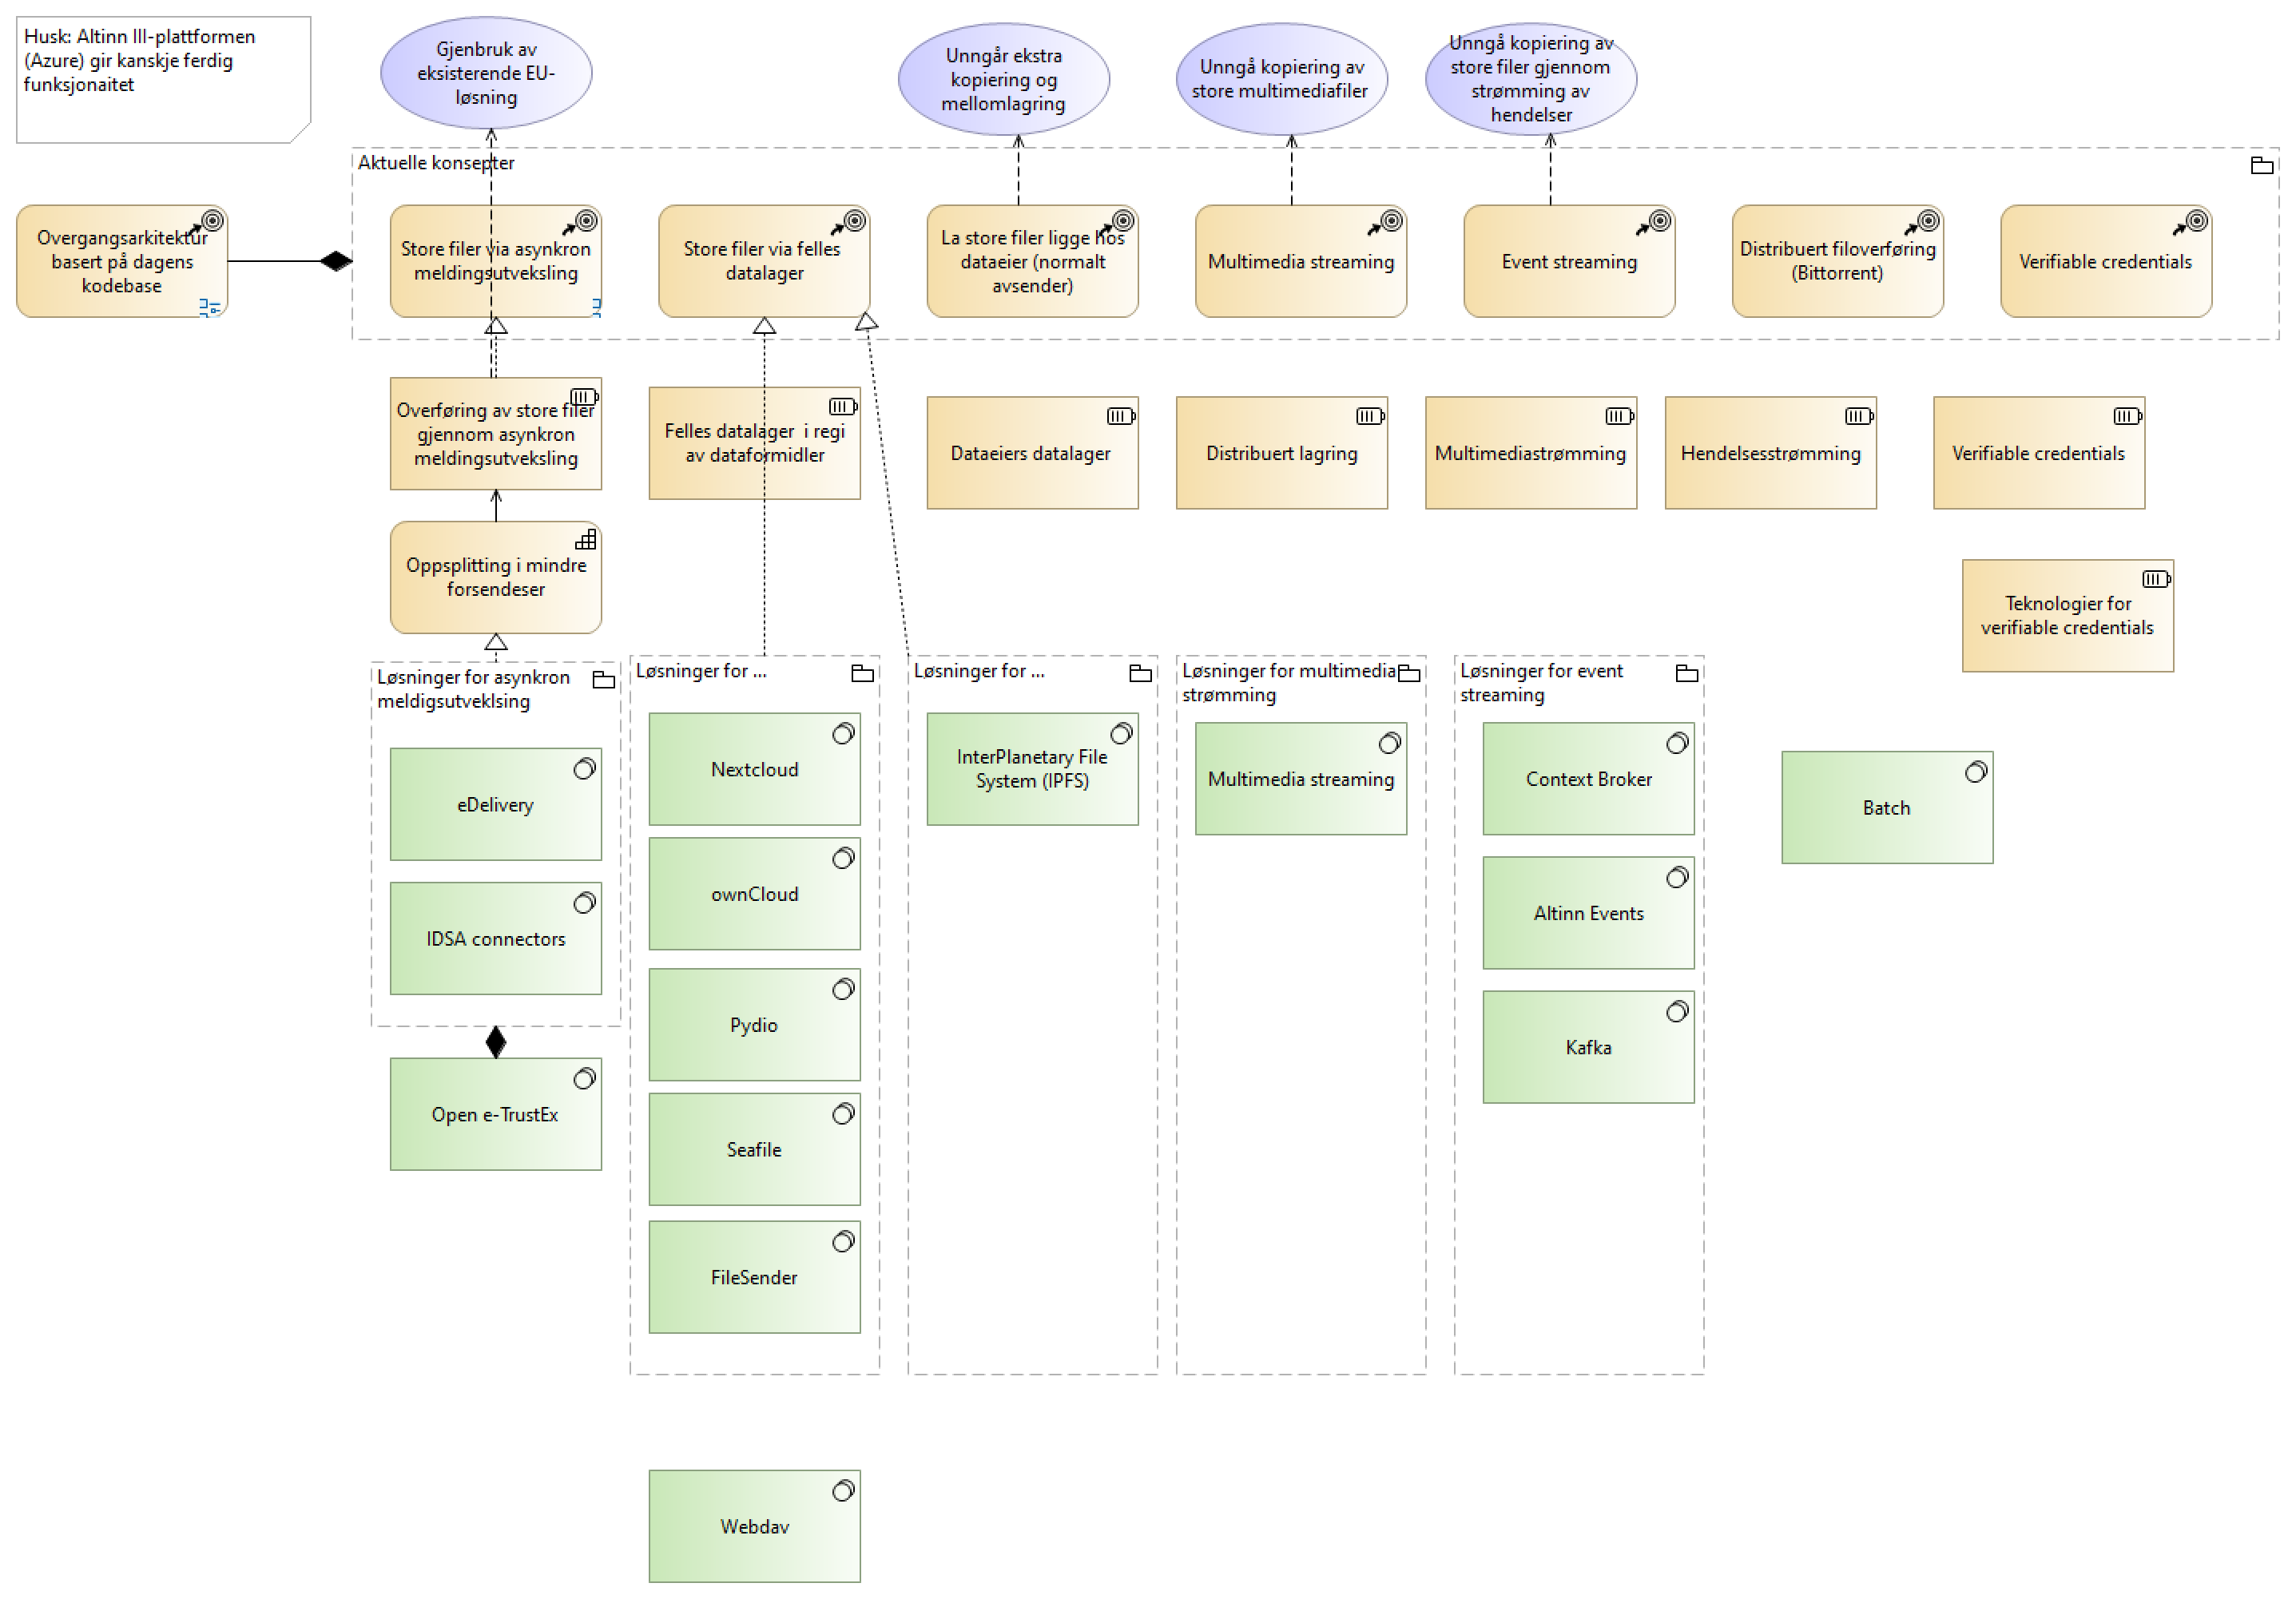 Husk: Altinn III-plattformen
(Azure) gir kanskje ferdig
funksjonaitet
Gjenbruk av
eksisterende EU-
løsning
Unngår ekstra
kopiering og
mellomlagring
Unngå kopiering av
store multimediafiler
Unngå kopiering av
store filer gjennom
strømming av
hendelser
Aktuelle konsepter
Overgangsarkitektur
basert på dagens
kodebase
Store filer via asynkron
meldingsutveksling
Store filer via felles
datalager
La store filer ligge hos
dataeier (normalt
avsender)
Multimedia streaming
Event streaming
Distribuert filoverføring
(Bittorrent)
Verifiable credentials
Overføring av store filer
gjennom asynkron
meldingsutveksling
Felles datalager  i regi
av dataformidler
Dataeiers datalager
Distribuert lagring
Multimediastrømming
Hendelsesstrømming
Verifiable credentials
Oppsplitting i mindre
forsendeser
Teknologier for
verifiable credentials
Løsninger for asynkron
meldigsutveklsing
Løsninger for ...
Løsninger for ...
Løsninger for multimedia
strømming
Løsninger for event
streaming
eDelivery
IDSA connectors
Open e-TrustEx
Nextcloud
ownCloud
Pydio
Seafile
FileSender
Webdav
InterPlanetary File
System (IPFS)
Multimedia streaming
Context Broker
Altinn Events
Kafka
Batch